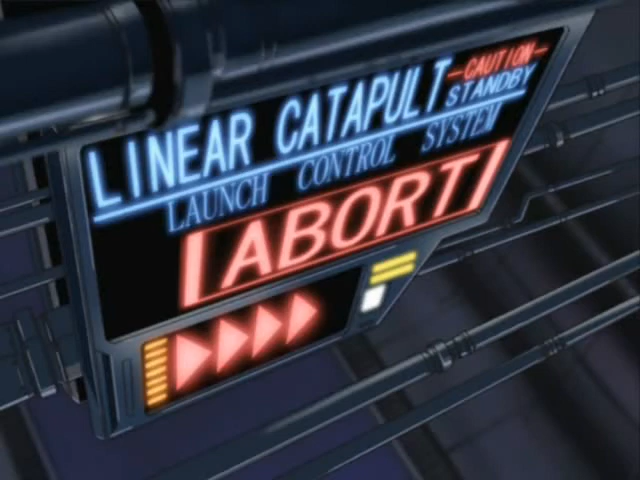 LINEAR CATAPULT
-CAUTION-
STANDBY
LAUNCH CONTROL SYSTEM
ABORT